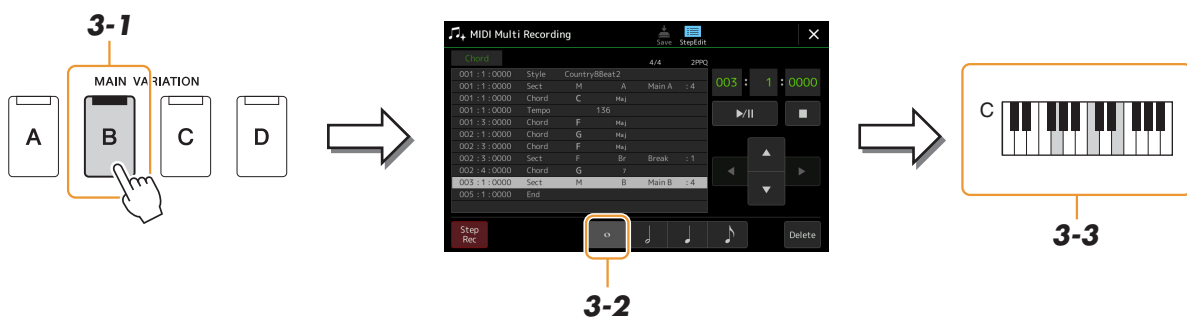 3-1
MAIN VARIATION
A B C D
MIDI Multi Recording Save StepEdit
Chord 4/4 2PPQ
001 : 1 : 0000 Style Country8Beat2
001 : 1 : 0000 Sect M A Main A : 4
001 : 1 : 0000 Chord C Maj
001 : 1 : 0000 Tempo 136
001 : 3 : 0000 Chord F Maj
002 : 1 : 0000 Chord G Maj
002 : 2 : 0000 Chord F Maj
002 : 3 : 0000 Sect F Br Break : 1
002 : 4 : 0000 Chord G 7
003 : 1 : 0000 Sect M B Main B : 4
005 : 1 : 0000 End
003 : 1 : 0000
Step
Rec
Delete
3-2
C
3-3